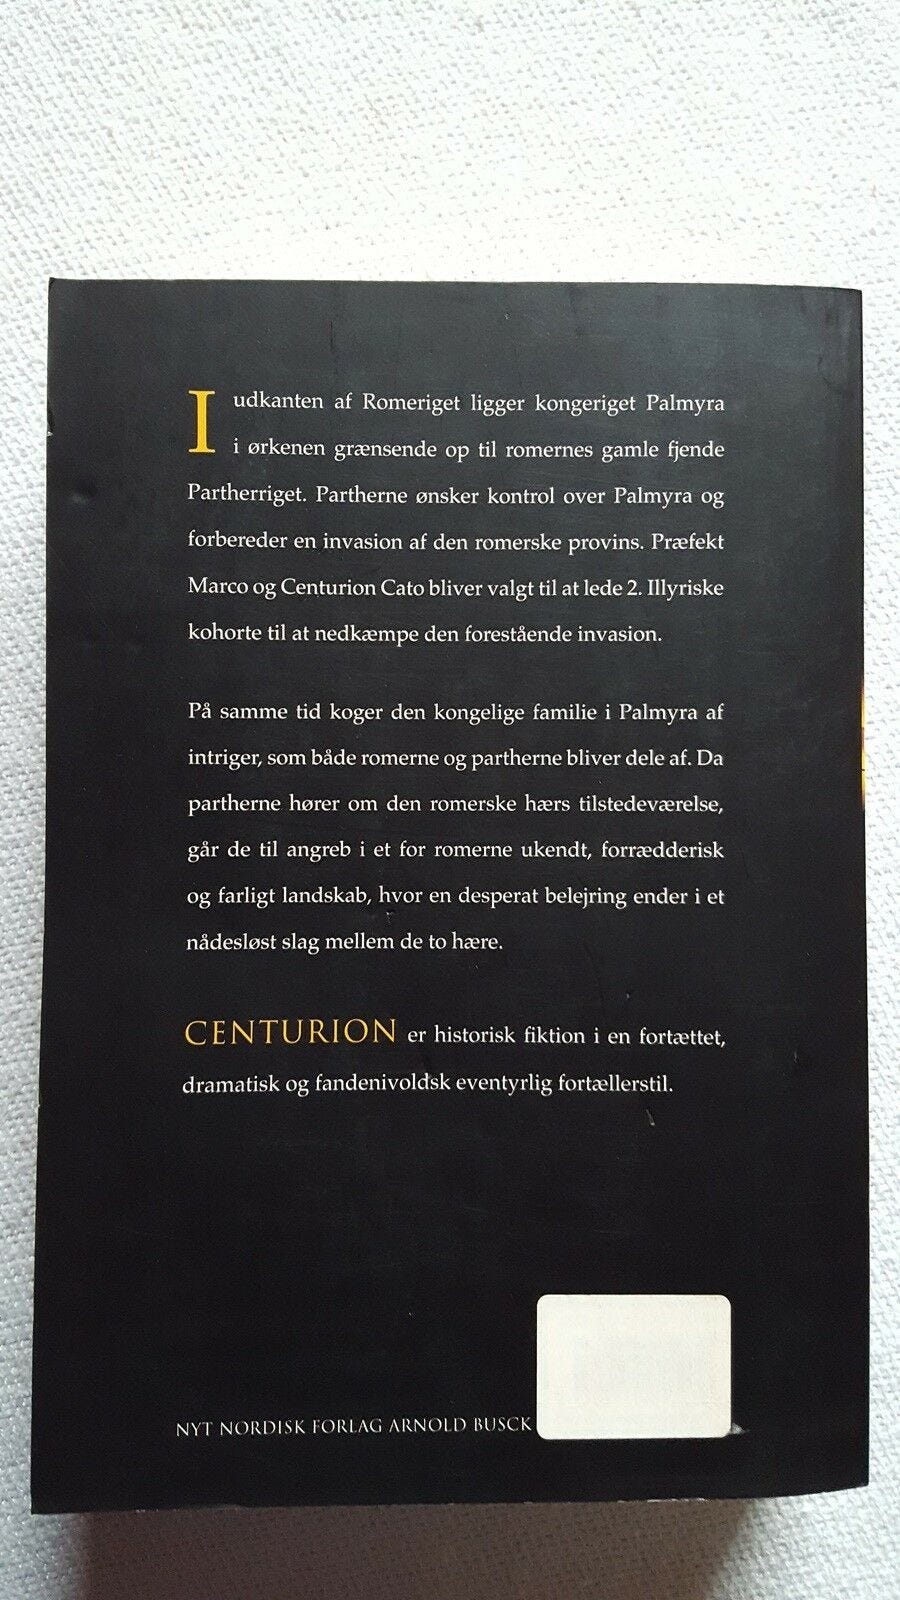 I udkanten af Romeriget ligger kongeriget Palmyra
i ørkenen grænsende op til romernes gamle fjende
Partherriget. Partherne ønsker kontrol over Palmyra og
forbereder en invasion af den romerske provins. Præfekt
Marco og Centurion Cato bliver valgt til at lede 2. Illyriske
kohorte til at nedkæmpe den forestående invasion.
På samme tid koger den kongelige familie i Palmyra af
intriger, som både romerne og partherne bliver dele af. Da
partherne hører om den romerske hærs tilstedeværelse,
går de til angreb i et for romerne ukendt, forrædderisk
og farligt landskab, hvor en desperat belejring ender i et
nådesløst slag mellem de to hære.
CENTURION er historisk fiktion i en fortættet,
dramatisk og fandenivoldsk eventyrlig fortællerstil.
NYT NORDISK FORLAG ARNOLD BUSCK